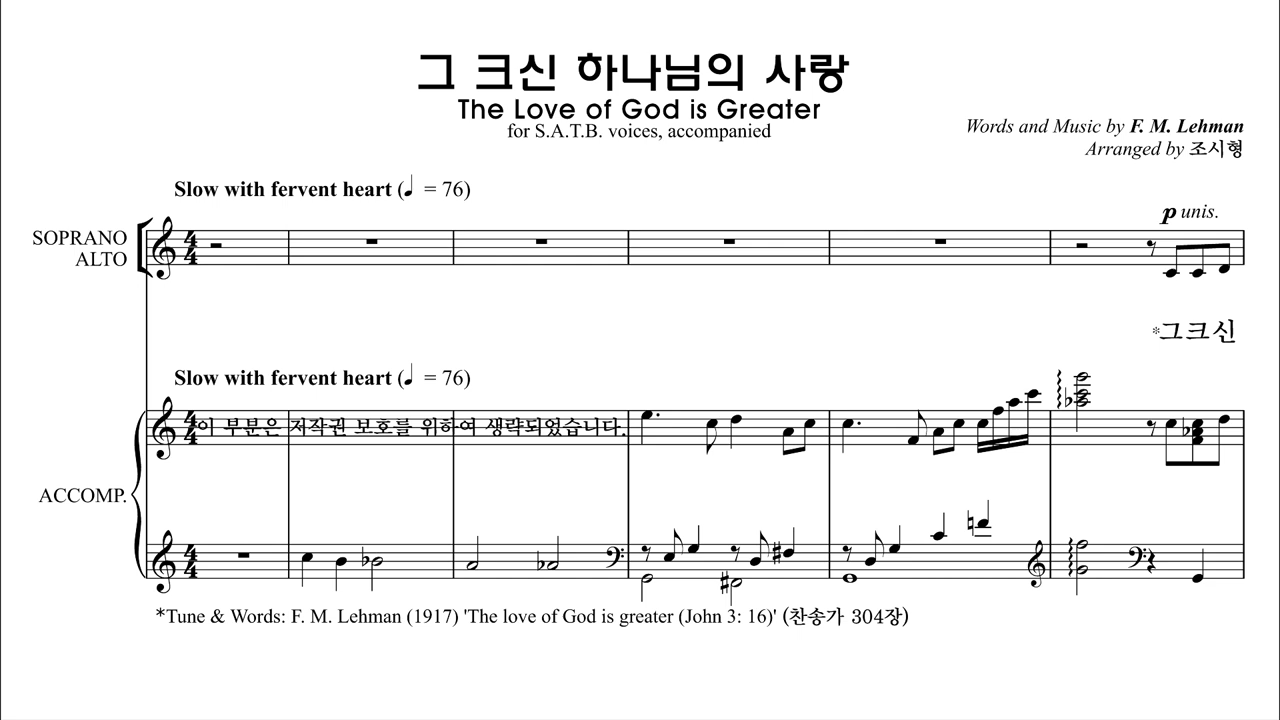 그 크신 하나님의 사랑
The Love of God is Greater
for S.A.T.B. voices, accompanied
Words and Music by F. M. Lehman
Arranged by 조시형
Slow with fervent heart (♩ = 76)
p unis.
SOPRANO
ALTO
*그크신
Slow with fervent heart (♩ = 76)
이 부분은 저작권 보호를 위하여 생략되었습니다.
ACCOMP.
*Tune & Words: F. M. Lehman (1917) 'The love of God is greater (John 3: 16)' (찬송가 304장)